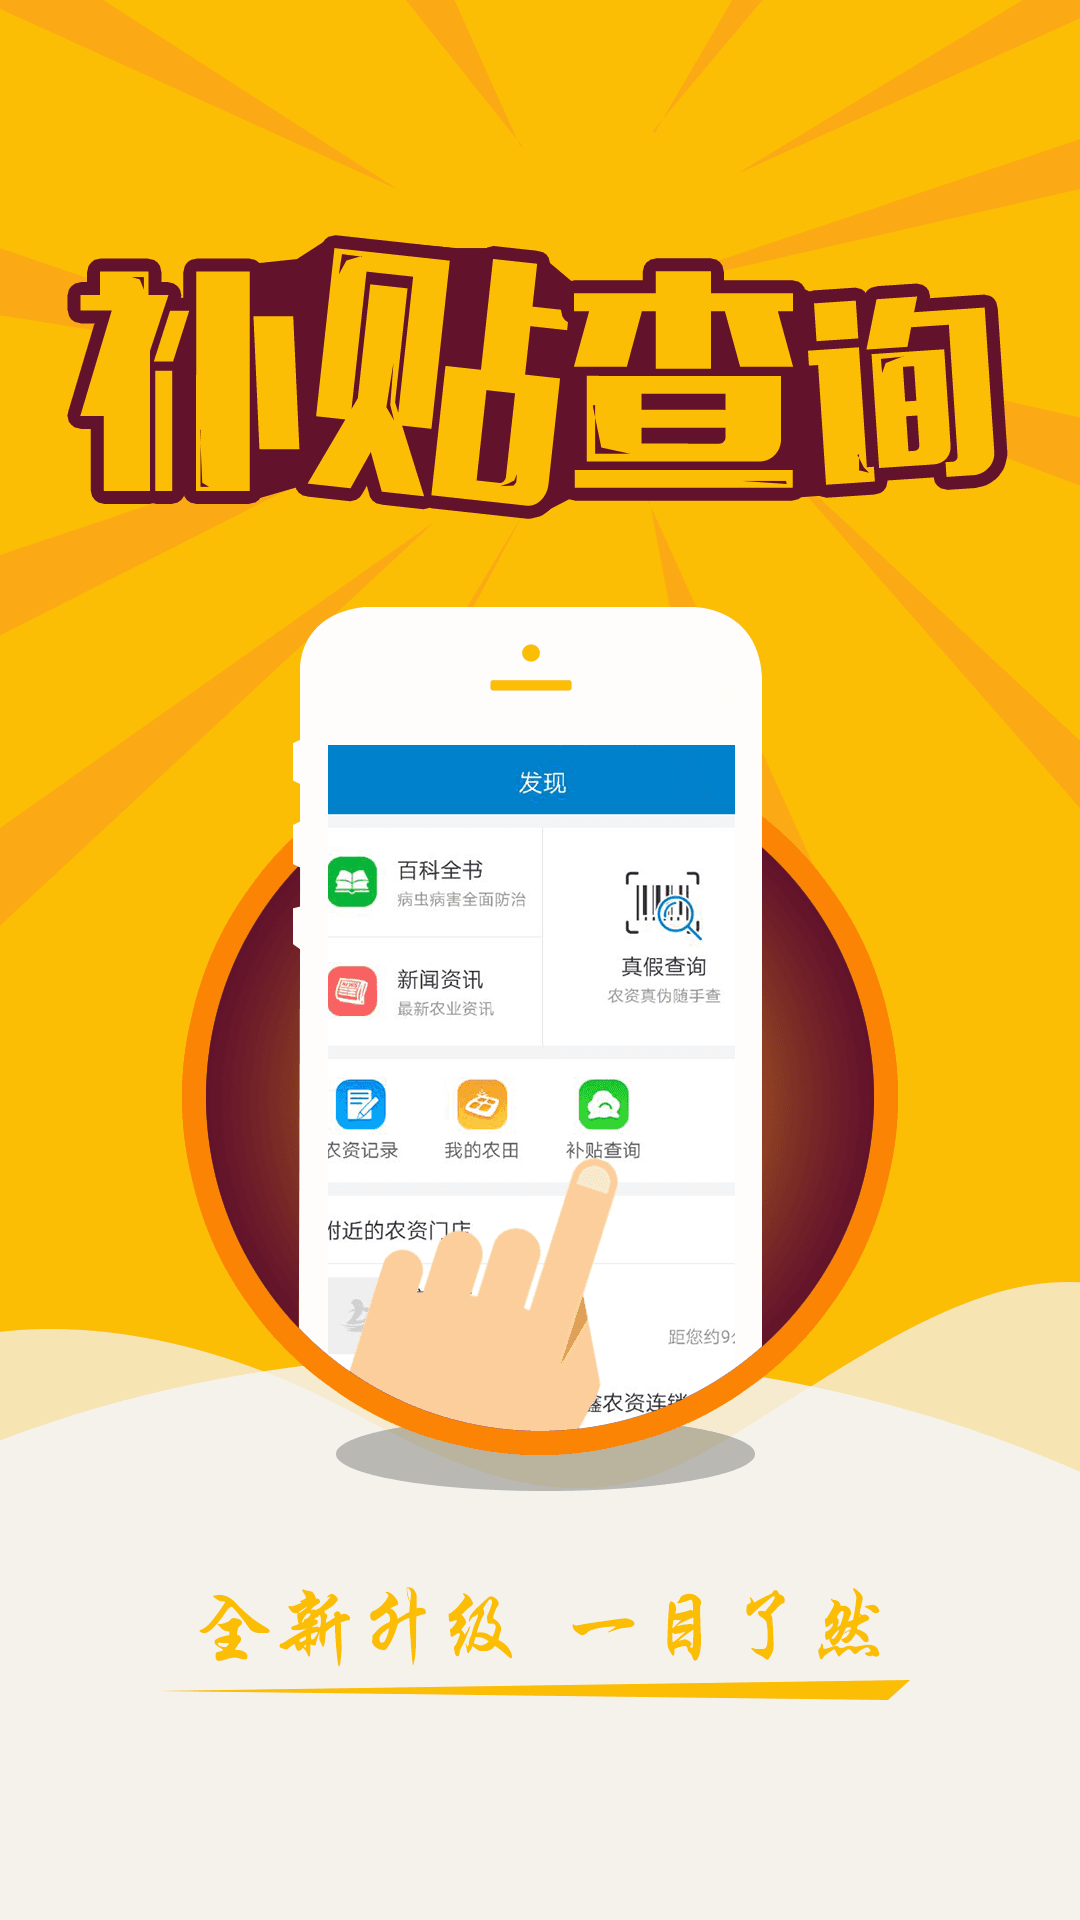 补贴查询
发现
百科全书
病虫病害全面防治
新闻资讯
最新农业资讯
真假查询
农资真伪随手查
农资记录
我的农田
补贴查询
附近的农资门店
距您约9
鑫农资连锁
全新升级 一目了然